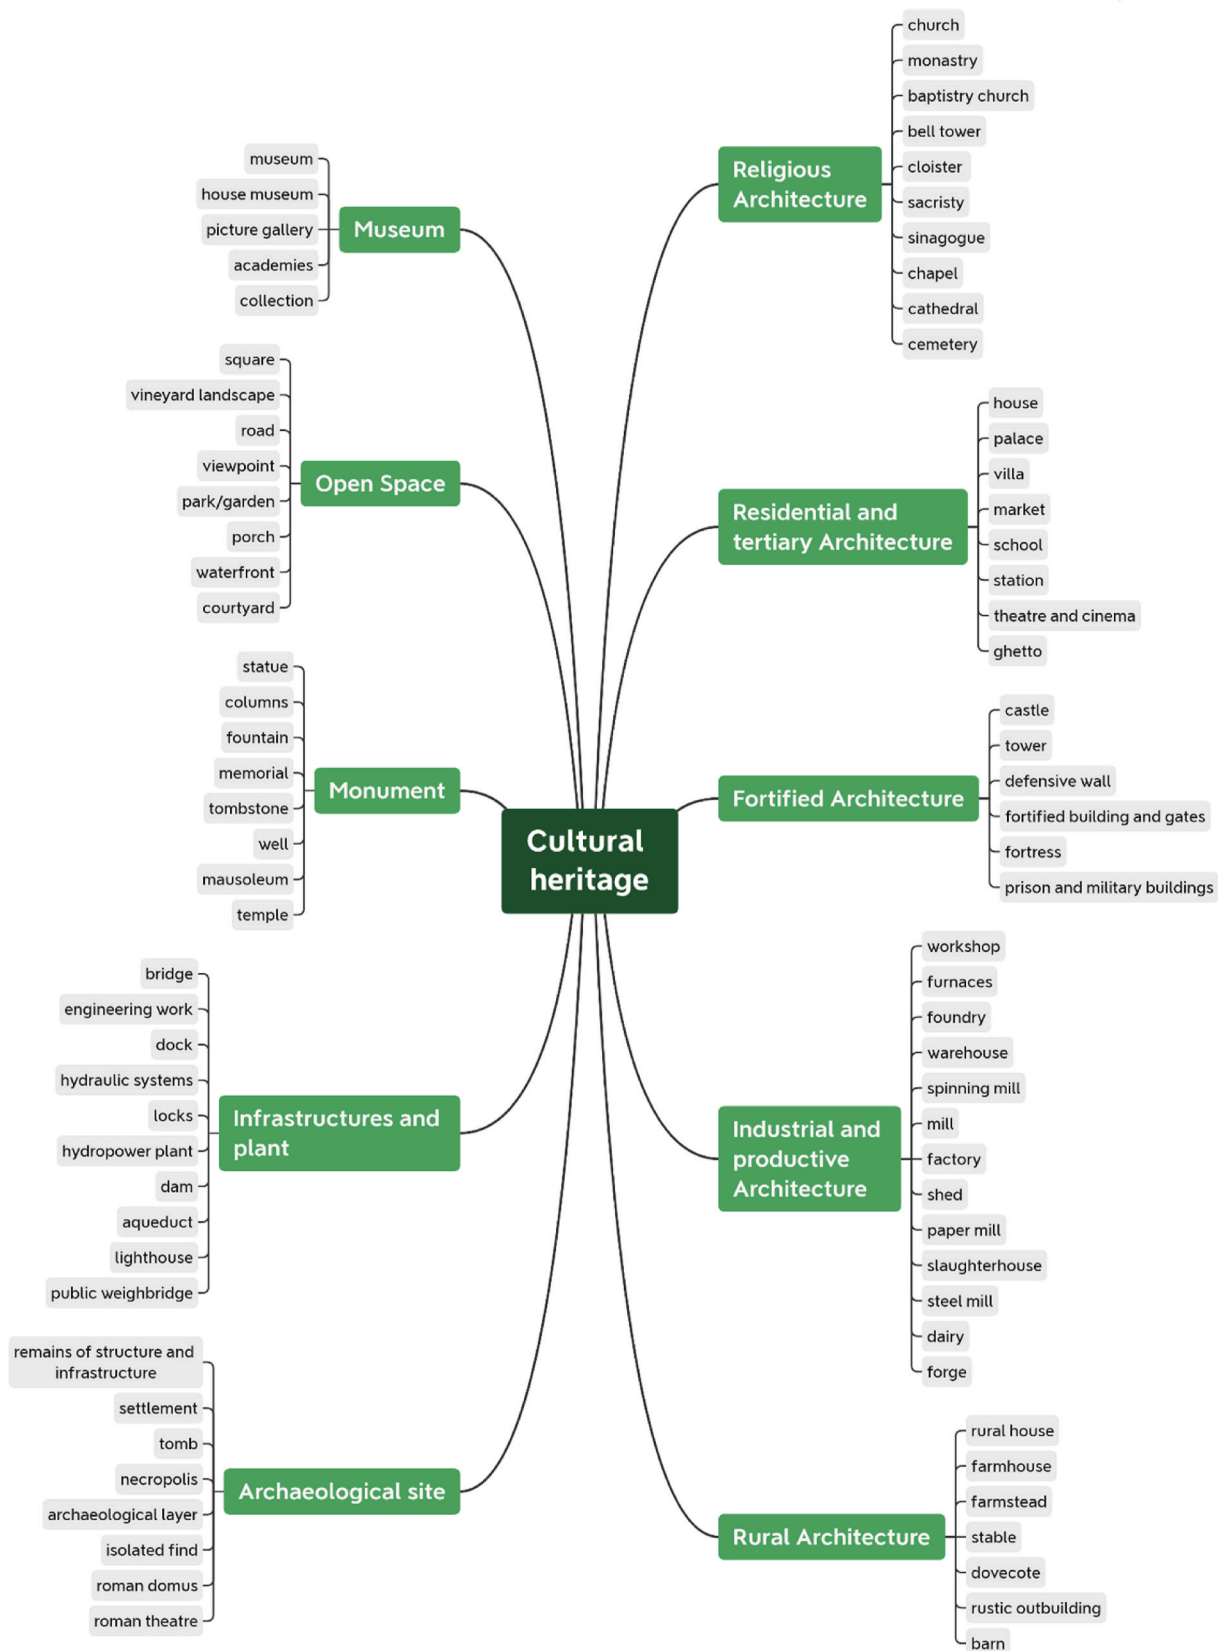 Cultural
heritage
Museum
museum
house museum
picture gallery
academies
collection
Open Space
square
vineyard landscape
road
viewpoint
park/garden
porch
waterfront
courtyard
Monument
statue
columns
fountain
memorial
tombstone
well
mausoleum
temple
Infrastructures and
plant
bridge
engineering work
dock
hydraulic systems
locks
hydropower plant
dam
aqueduct
lighthouse
public weighbridge
Archaeological site
remains of structure and
infrastructure
settlement
tomb
necropolis
archaeological layer
isolated find
roman domus
roman theatre
Religious
Architecture
church
monastry
baptistry church
bell tower
cloister
sacristy
sinagogue
chapel
cathedral
cemetery
Residential and
tertiary Architecture
house
palace
villa
market
school
station
theatre and cinema
ghetto
Fortified Architecture
castle
tower
defensive wall
fortified building and gates
fortress
prison and military buildings
Industrial and
productive
Architecture
workshop
furnaces
foundry
warehouse
spinning mill
mill
factory
shed
paper mill
slaughterhouse
steel mill
dairy
forge
Rural Architecture
rural house
farmhouse
farmstead
stable
dovecote
rustic outbuilding
barn